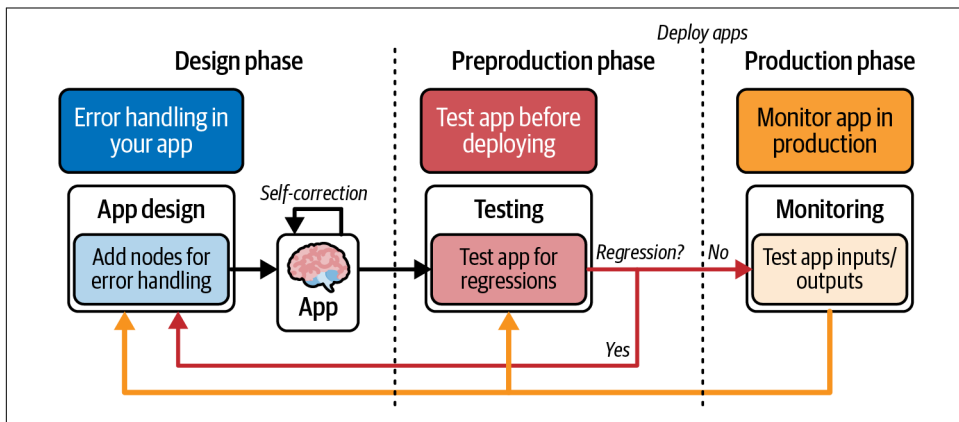 Deploy apps
Design phase
Preproduction phase
Production phase
Error handling in
your app
Test app before
deploying
Monitor app in
production
Self-correction
App design
Add nodes for
error handling
App
Testing
Test app for
regressions
Regression?
No
Yes
Monitoring
Test app inputs/
outputs